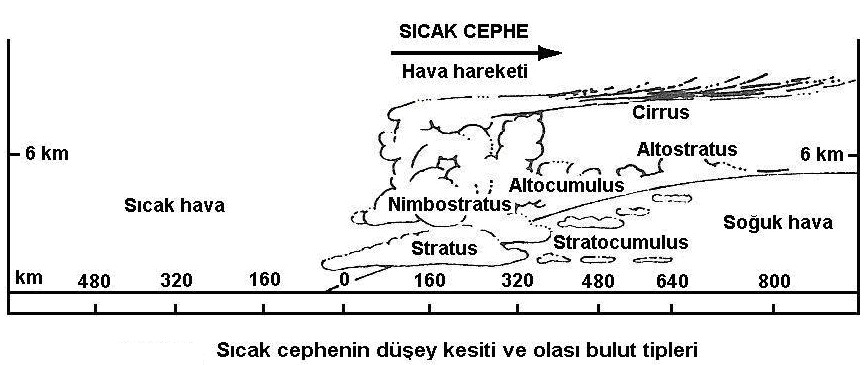 SICAK CEPHE
Hava hareketi
Cirrus
Altostratus
6 km
6 km
Altocumulus
Sıcak hava
Nimbostratus
Soğuk hava
Stratus
Stratocumulus
km 480 320 160 0 160 320 480 640 800
Sıcak cephenin düşey kesiti ve olası bulut tipleri